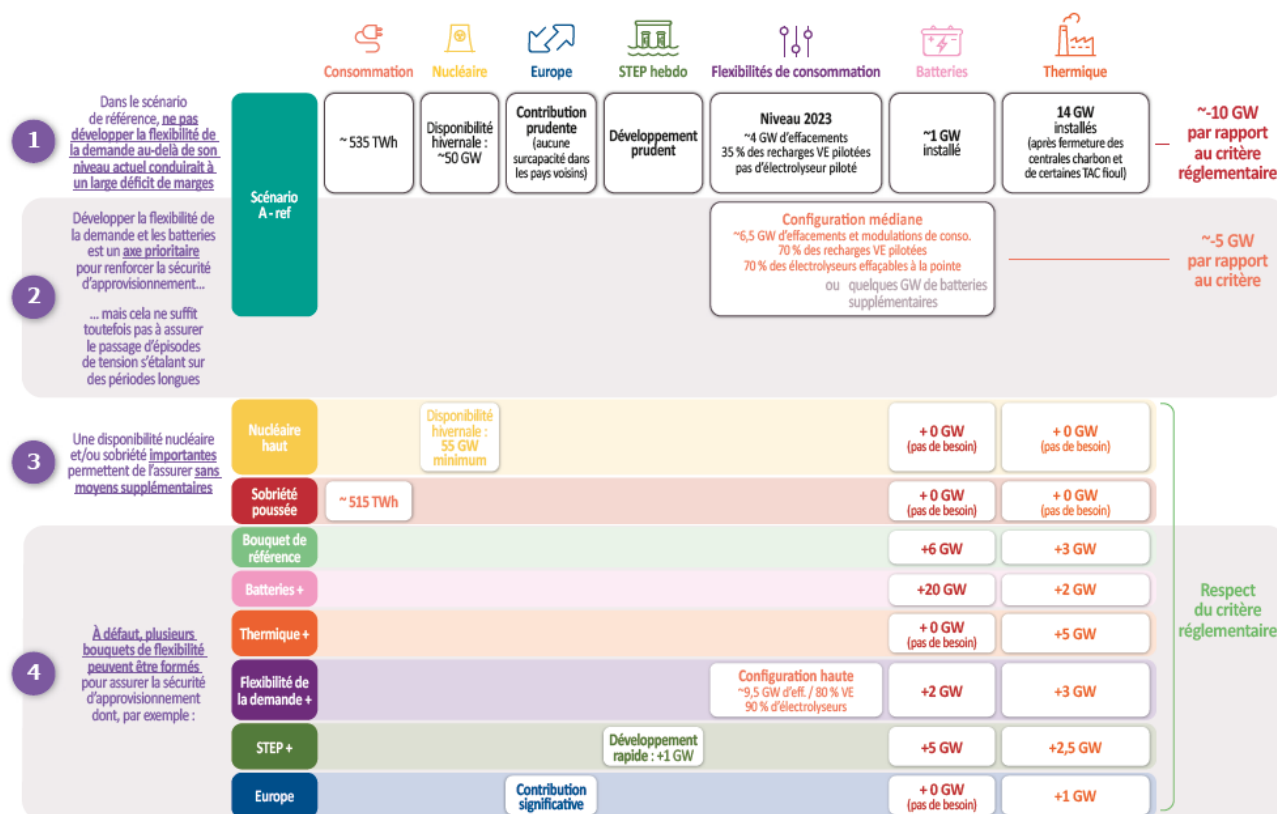 Consommation
Nucléaire
Europe
STEP hebdo
Flexibilités de consommation
Batteries
Thermique
1
Dans le scénario
de référence, ne pas
développer la flexibilité de
la demande au-delà de son
niveau actuel conduirait à
un large déficit de marges
Scénario
A - ref
~ 535 TWh
Disponibilité
hivernale :
~50 GW
Contribution
prudente
(aucune
surcapacité dans
les pays voisins)
Développement
prudent
Niveau 2023
~4 GW d'effacements
35 % des recharges VE pilotées
pas d'électrolyseur piloté
~1 GW
installé
14 GW
installés
(après fermeture des
centrales charbon et
de certaines TAC fioul)
~-10 GW
par rapport
au critère
réglementaire
2
Développer la flexibilité de
la demande et les batteries
est un axe prioritaire
pour renforcer la sécurité
d'approvisionnement...
... mais cela ne suffit
toutefois pas à assurer
le passage d'épisodes
de tension s'étalant sur
des périodes longues
Configuration médiane
~6,5 GW d'effacements et modulations de conso.
70 % des recharges VE pilotées
70 % des électrolyseurs effaçables à la pointe
ou quelques GW de batteries
supplémentaires
~-5 GW
par rapport
au critère
3
Une disponibilité nucléaire
et/ou sobriété importantes
permettent de l'assurer sans
moyens supplémentaires
Nucléaire
haut
Disponibilité
hivernale :
55 GW
minimum
+ 0 GW
(pas de besoin)
+ 0 GW
(pas de besoin)
Sobriété
poussée
~ 515 TWh
+ 0 GW
(pas de besoin)
+ 0 GW
(pas de besoin)
4
À défaut, plusieurs
bouquets de flexibilité
peuvent être formés
pour assurer la sécurité
d'approvisionnement
dont, par exemple :
Bouquet de
référence
+6 GW
+3 GW
Batteries +
+20 GW
+2 GW
Thermique +
+ 0 GW
(pas de besoin)
+5 GW
Flexibilité de
la demande +
Configuration haute
~9,5 GW d'eff. / 80 % VE
90 % d'électrolyseurs
+2 GW
+3 GW
STEP +
Développement
rapide : +1 GW
+5 GW
+2,5 GW
Europe
Contribution
significative
+ 0 GW
(pas de besoin)
+1 GW
Respect
du critère
réglementaire